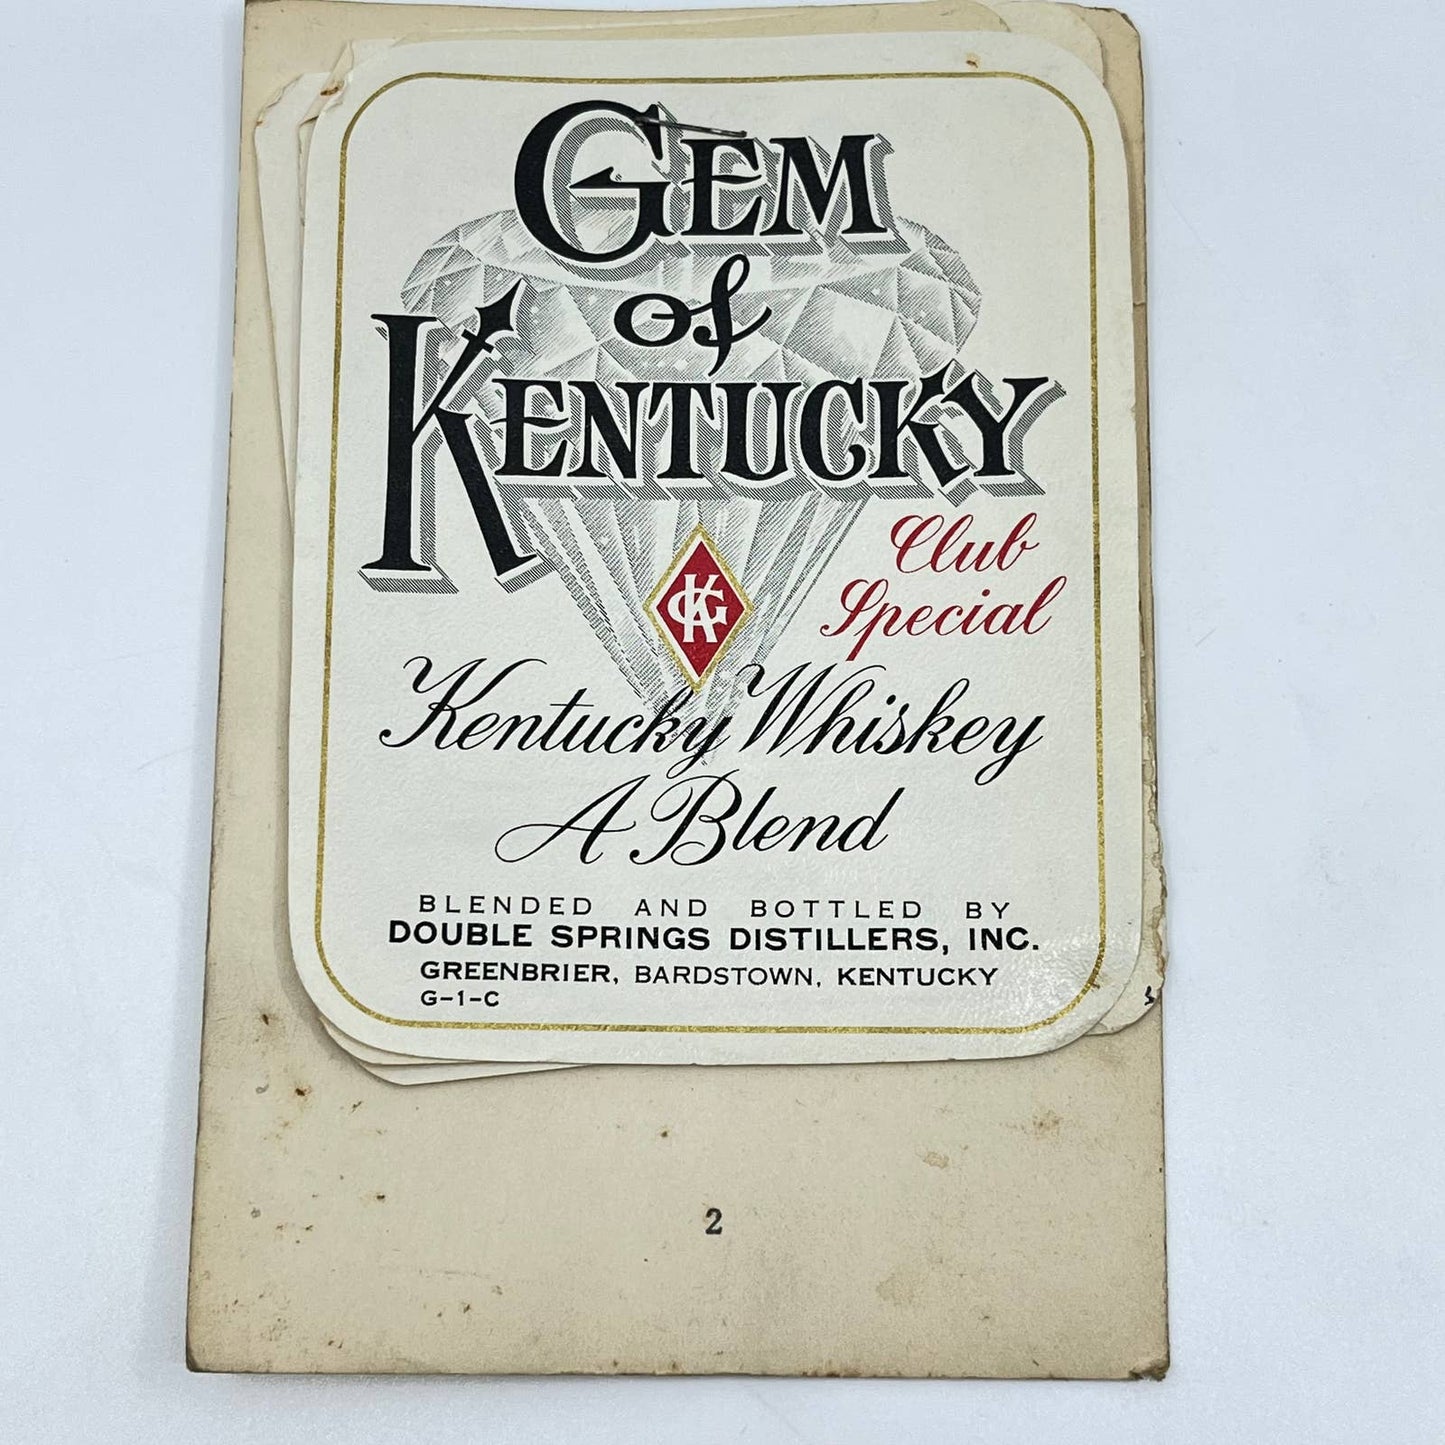 GEM
of
KENTUCKY
Club
Special
KG
Kentucky Whiskey
A Blend
BLENDED AND BOTTLED BY
DOUBLE SPRINGS DISTILLERS, INC.
GREENBRIER, BARDSTOWN, KENTUCKY
G-1-C
2